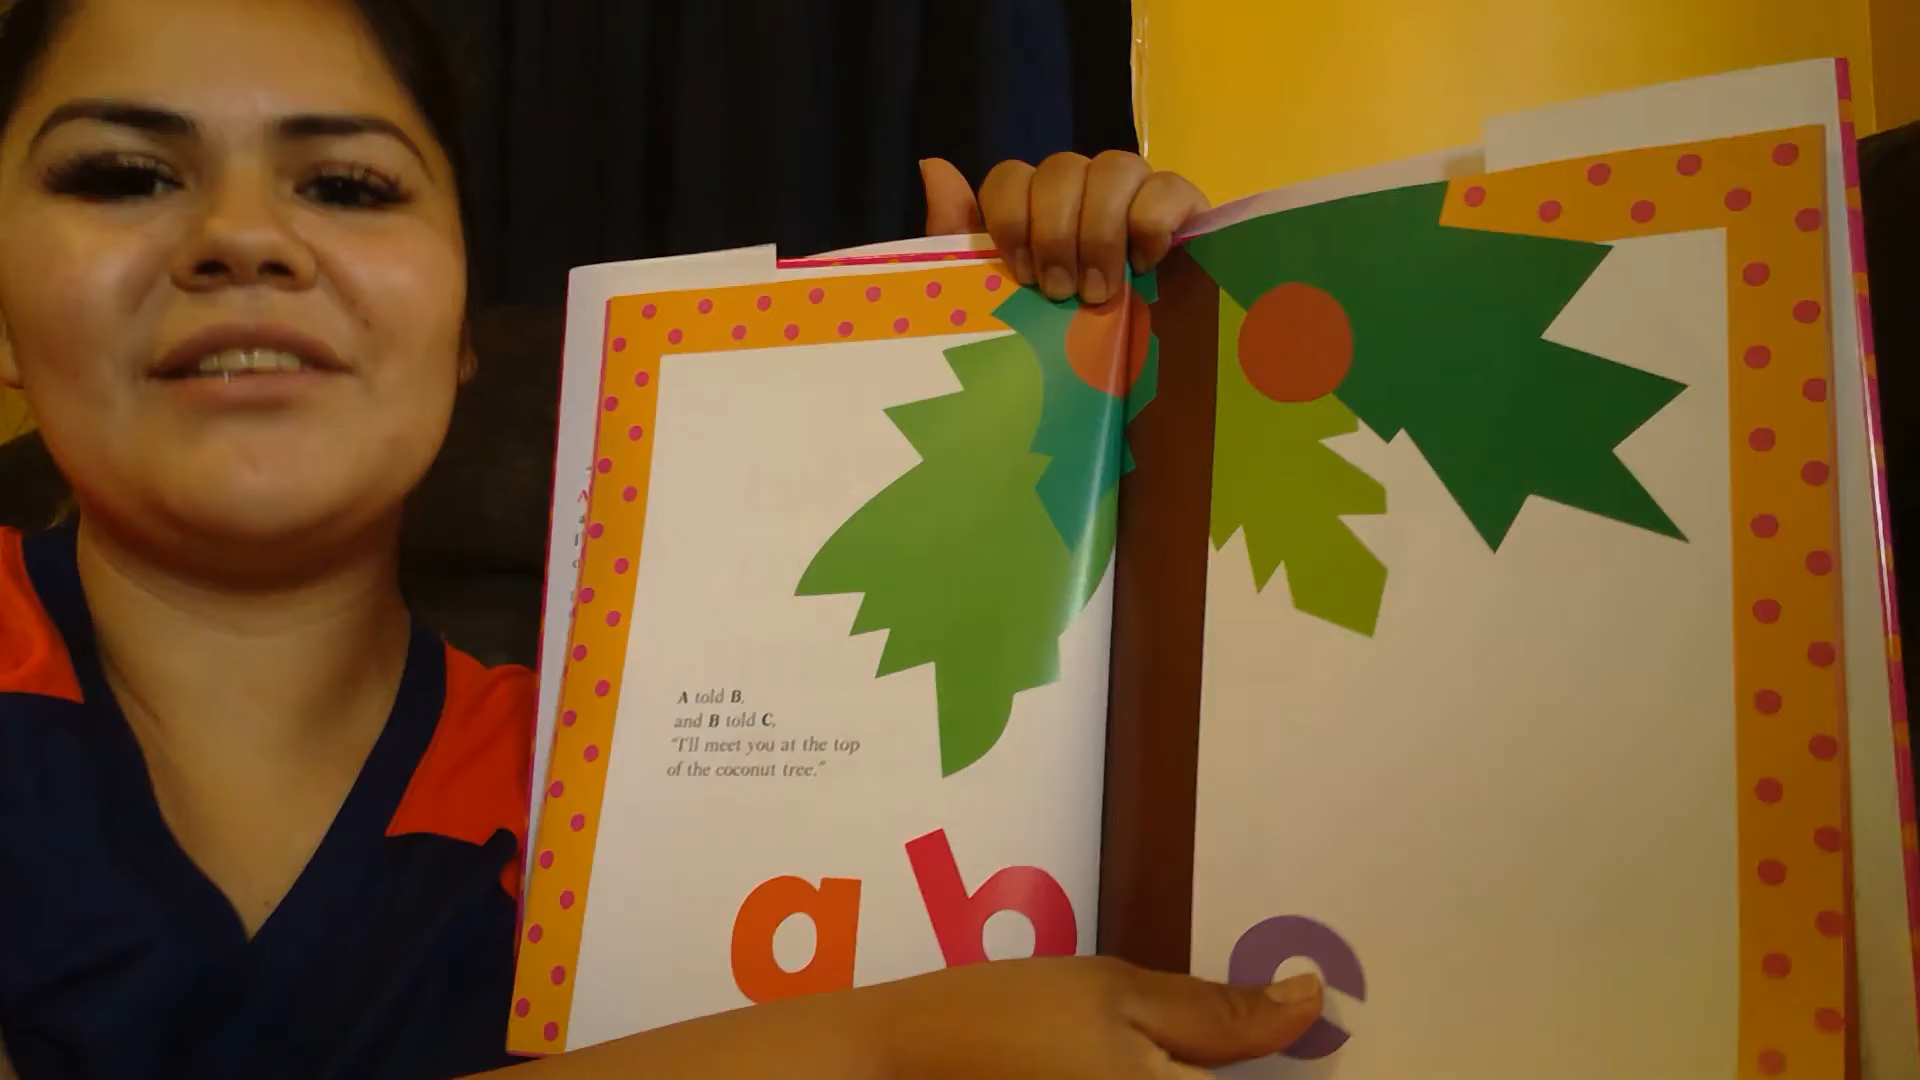 A told B,
and B told C,
"I'll meet you at the top
of the coconut tree."
a b c